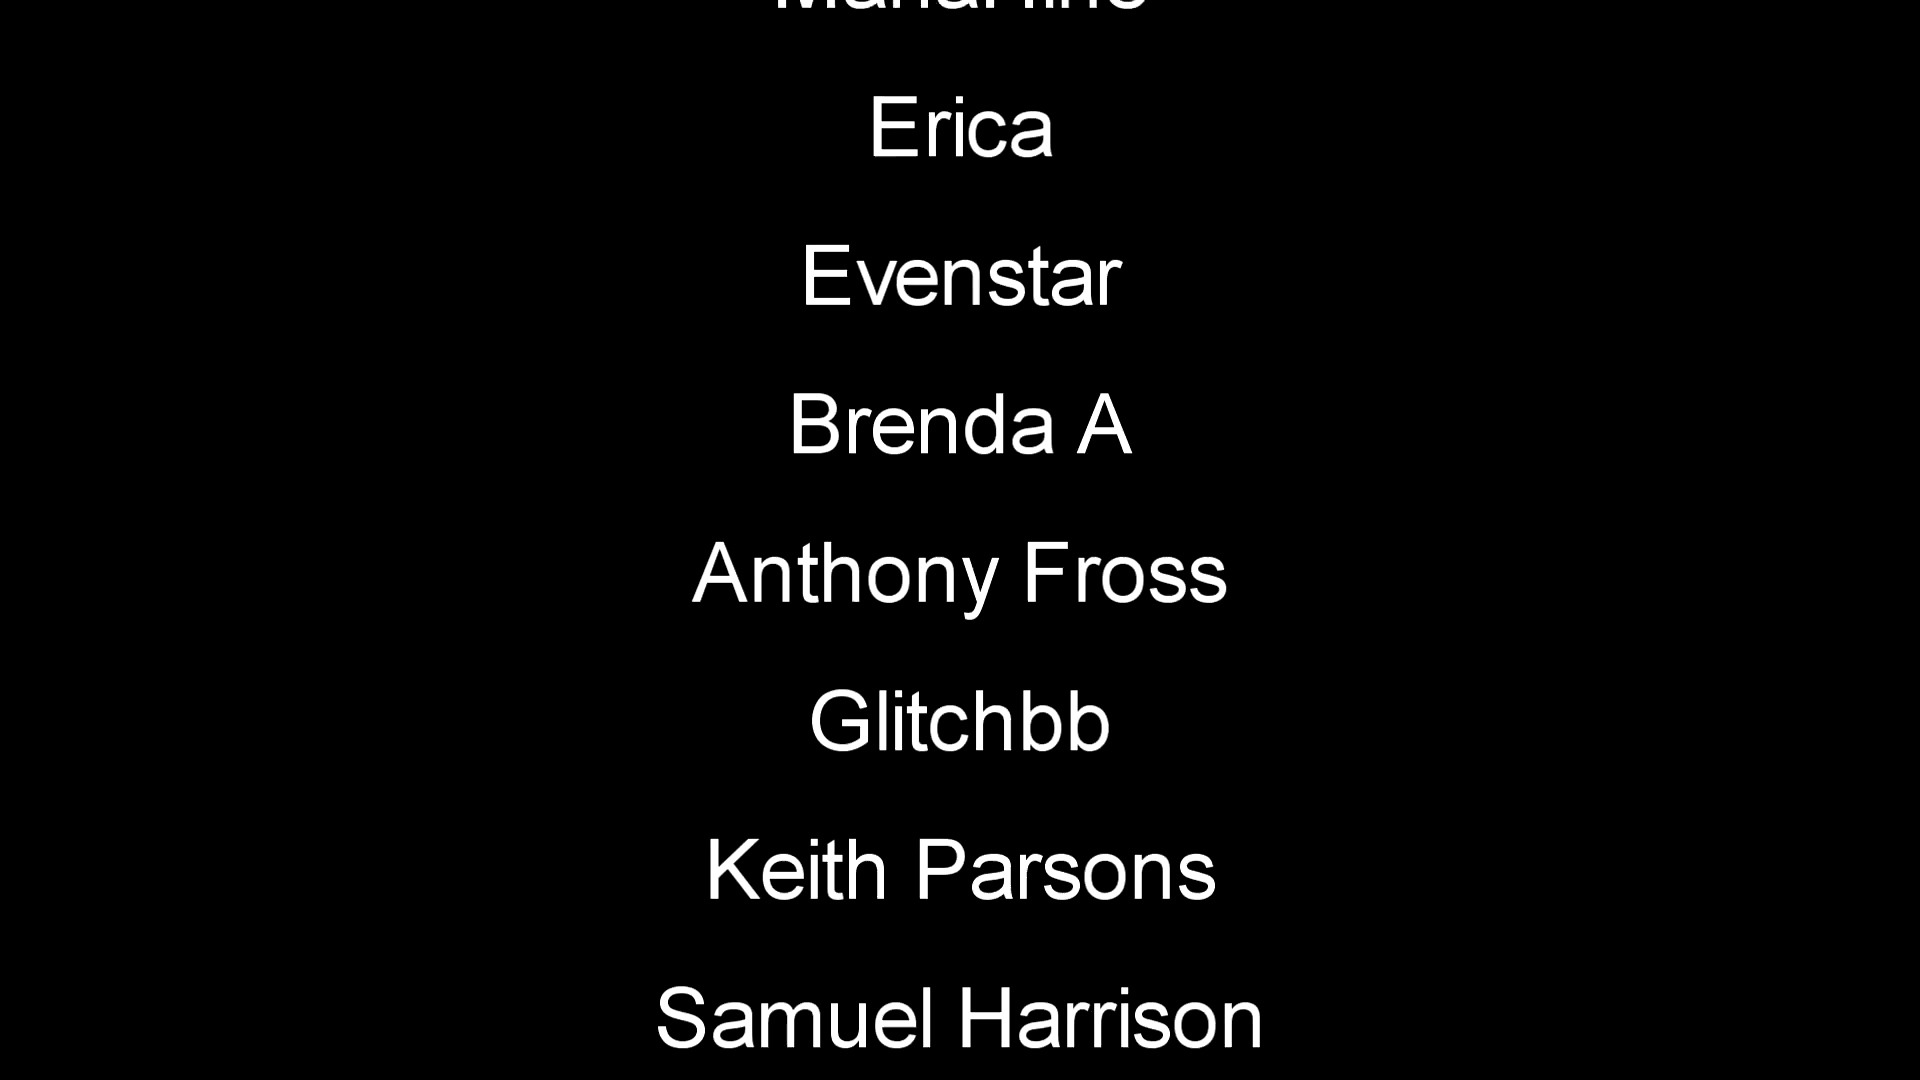 Erica
Evenstar
Brenda A
Anthony Fross
Glitchbb
Keith Parsons
Samuel Harrison